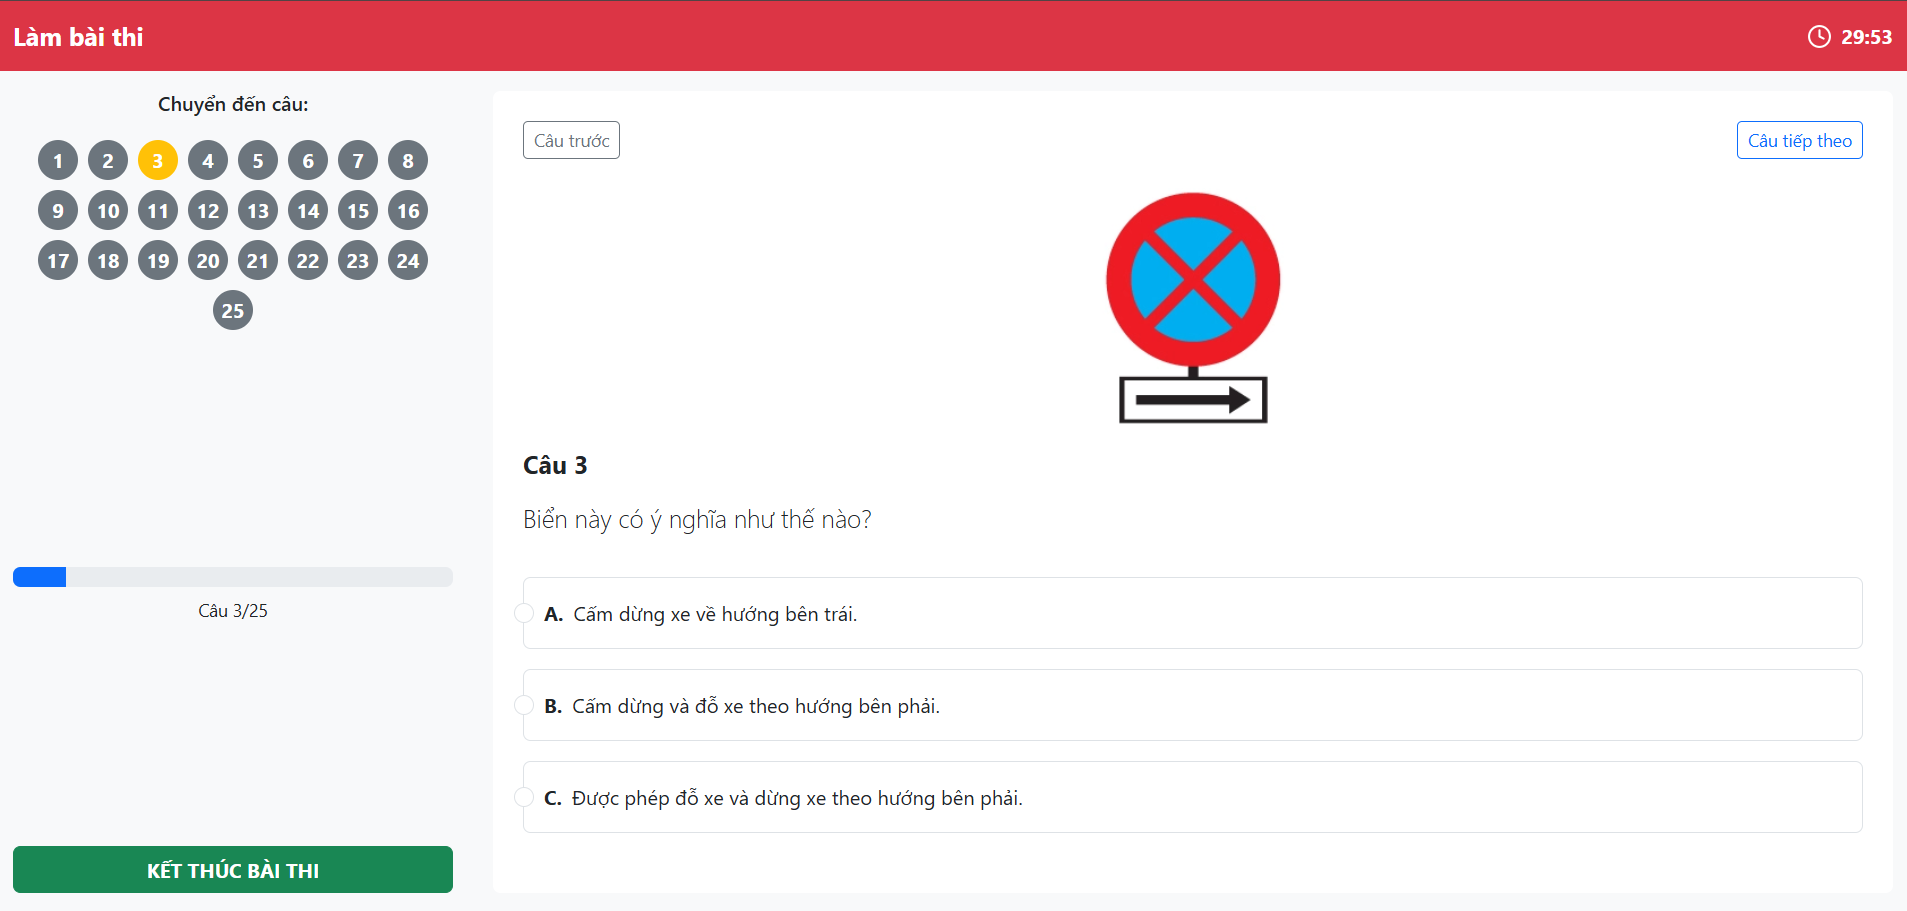 Làm bài thi
29:53
Chuyển đến câu:
1 2 3 4 5 6 7 8
9 10 11 12 13 14 15 16
17 18 19 20 21 22 23 24
25
Câu 3/25
KẾT THÚC BÀI THI
Câu trước
Câu tiếp theo
Câu 3
Biển này có ý nghĩa như thế nào?
A. Cấm dừng xe về hướng bên trái.
B. Cấm dừng và đỗ xe theo hướng bên phải.
C. Được phép đỗ xe và dừng xe theo hướng bên phải.